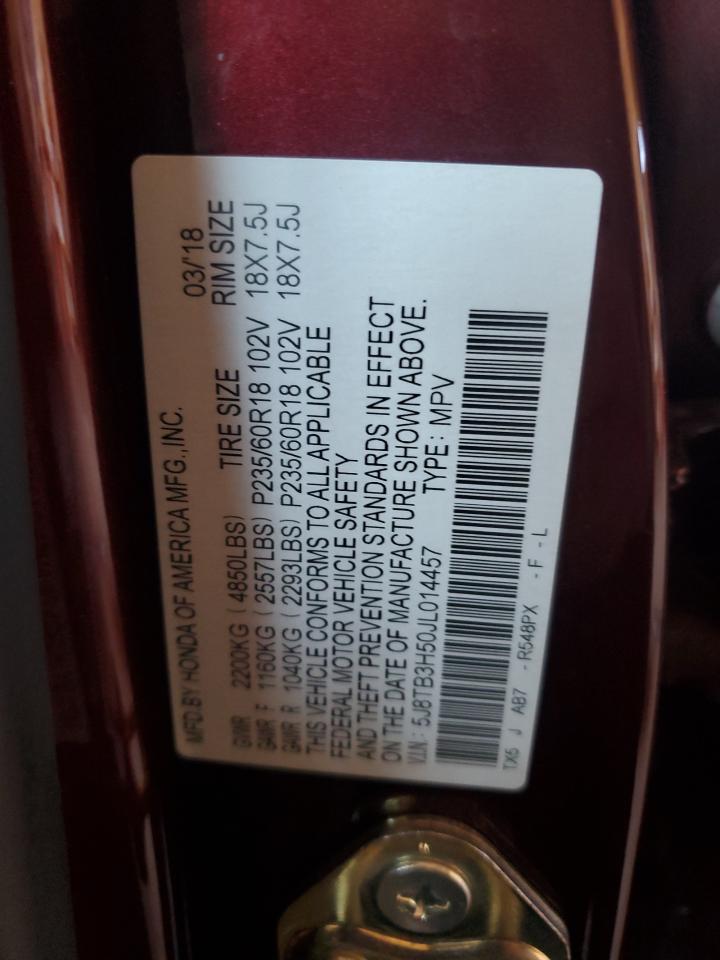 MFD.BY HONDA OF AMERICA MFG.,INC. 03/'18
GVWR 2200KG ( 4850LBS) TIRE SIZE RIM SIZE
GAWR F 1160KG ( 2557LBS) P235/60R18 102V 18X7.5J
GAWR R 1040KG ( 2293LBS) P235/60R18 102V 18X7.5J
THIS VEHICLE CONFORMS TO ALL APPLICABLE
FEDERAL MOTOR VEHICLE SAFETY
AND THEFT PREVENTION STANDARDS IN EFFECT
ON THE DATE OF MANUFACTURE SHOWN ABOVE.
V.I.N.: 5J8TB3H50JL014457 TYPE : MPV
TX5 J AB7 - R548PX - F - L